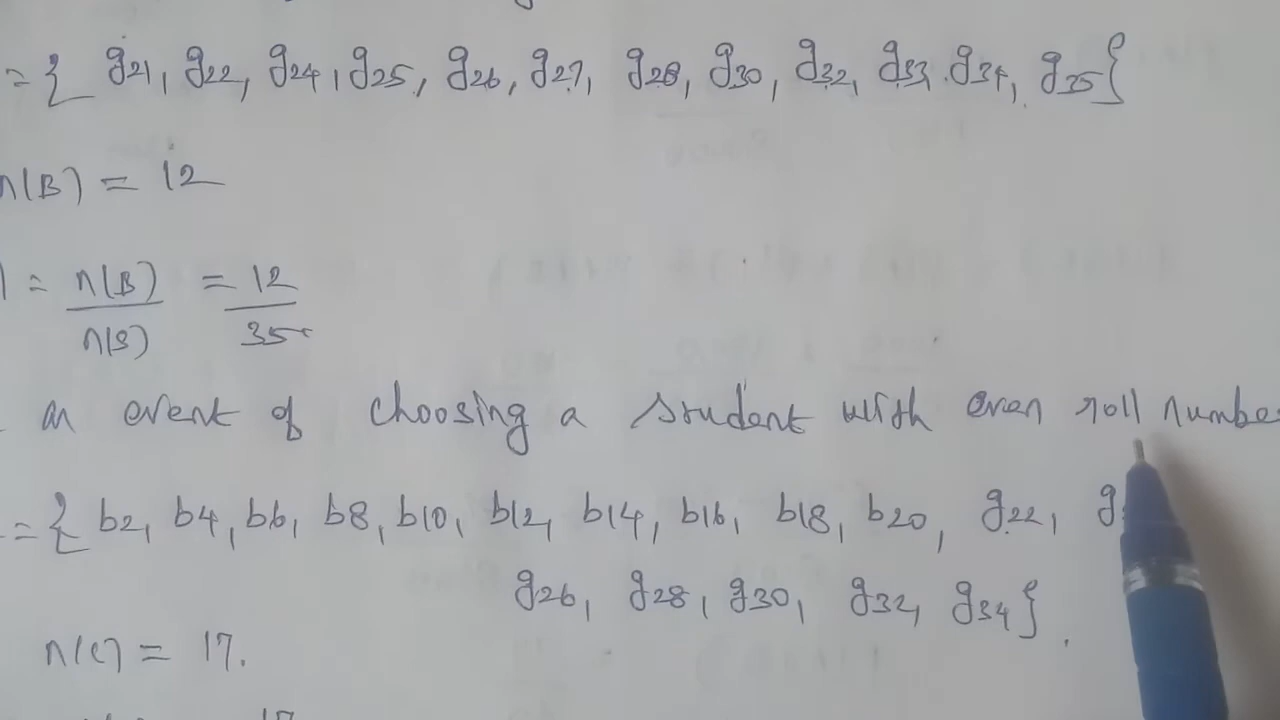 = { g21, g22, g24, g25, g26, g27, g28, g30, g32, g33, g34, g35}
n(B) = 12
) = n(B) / n(S) = 12 / 35
an event of choosing a student with even roll number
= { b2, b4, b6, b8, b10, b12, b14, b16, b18, b20, g22,
g26, g28, g30, g32, g34}.
n(C) = 17.
17